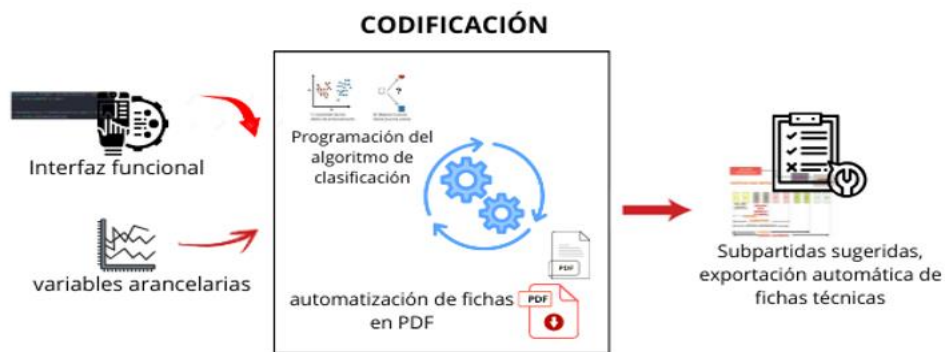 CODIFICACIÓN
Interfaz funcional
variables arancelarias
Programación del
algoritmo de
clasificación
?
PDF
automatización de fichas
en PDF
PDF
Subpartidas sugeridas,
exportación automática de
fichas técnicas